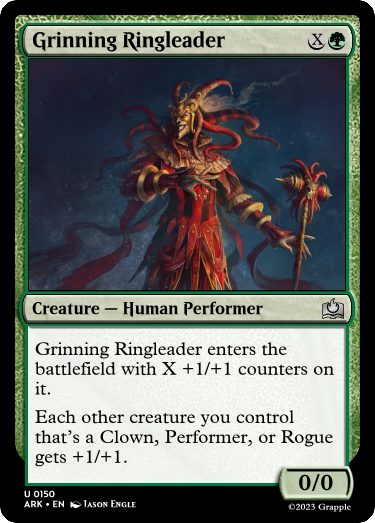 Grinning Ringleader X
Creature — Human Performer
Grinning Ringleader enters the
battlefield with X +1/+1 counters on
it.
Each other creature you control
that's a Clown, Performer, or Rogue
gets +1/+1.
0/0
U 0150
ARK • EN JASON ENGLE
©2023 Grapple